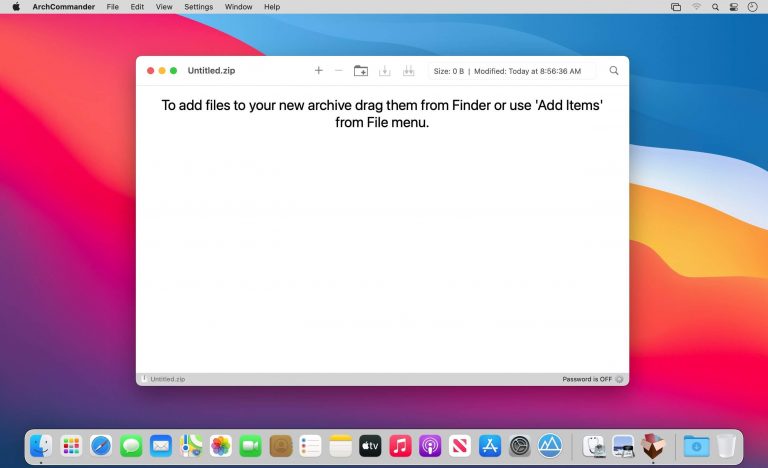 ArchCommander File Edit View Settings Window Help
Untitled.zip
Size: 0 B | Modified: Today at 8:56:36 AM
To add files to your new archive drag them from Finder or use 'Add Items'
from File menu.
Untitled.zip
Password is OFF
tv